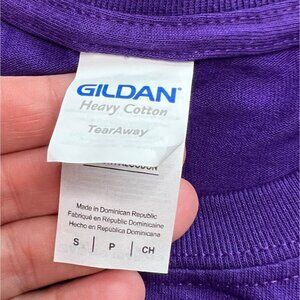 GILDAN®
Heavy Cotton
TearAway
Made in Dominican Republic
Fabriqué en République Dominicaine
Hecho en República Dominicana
S | P | CH